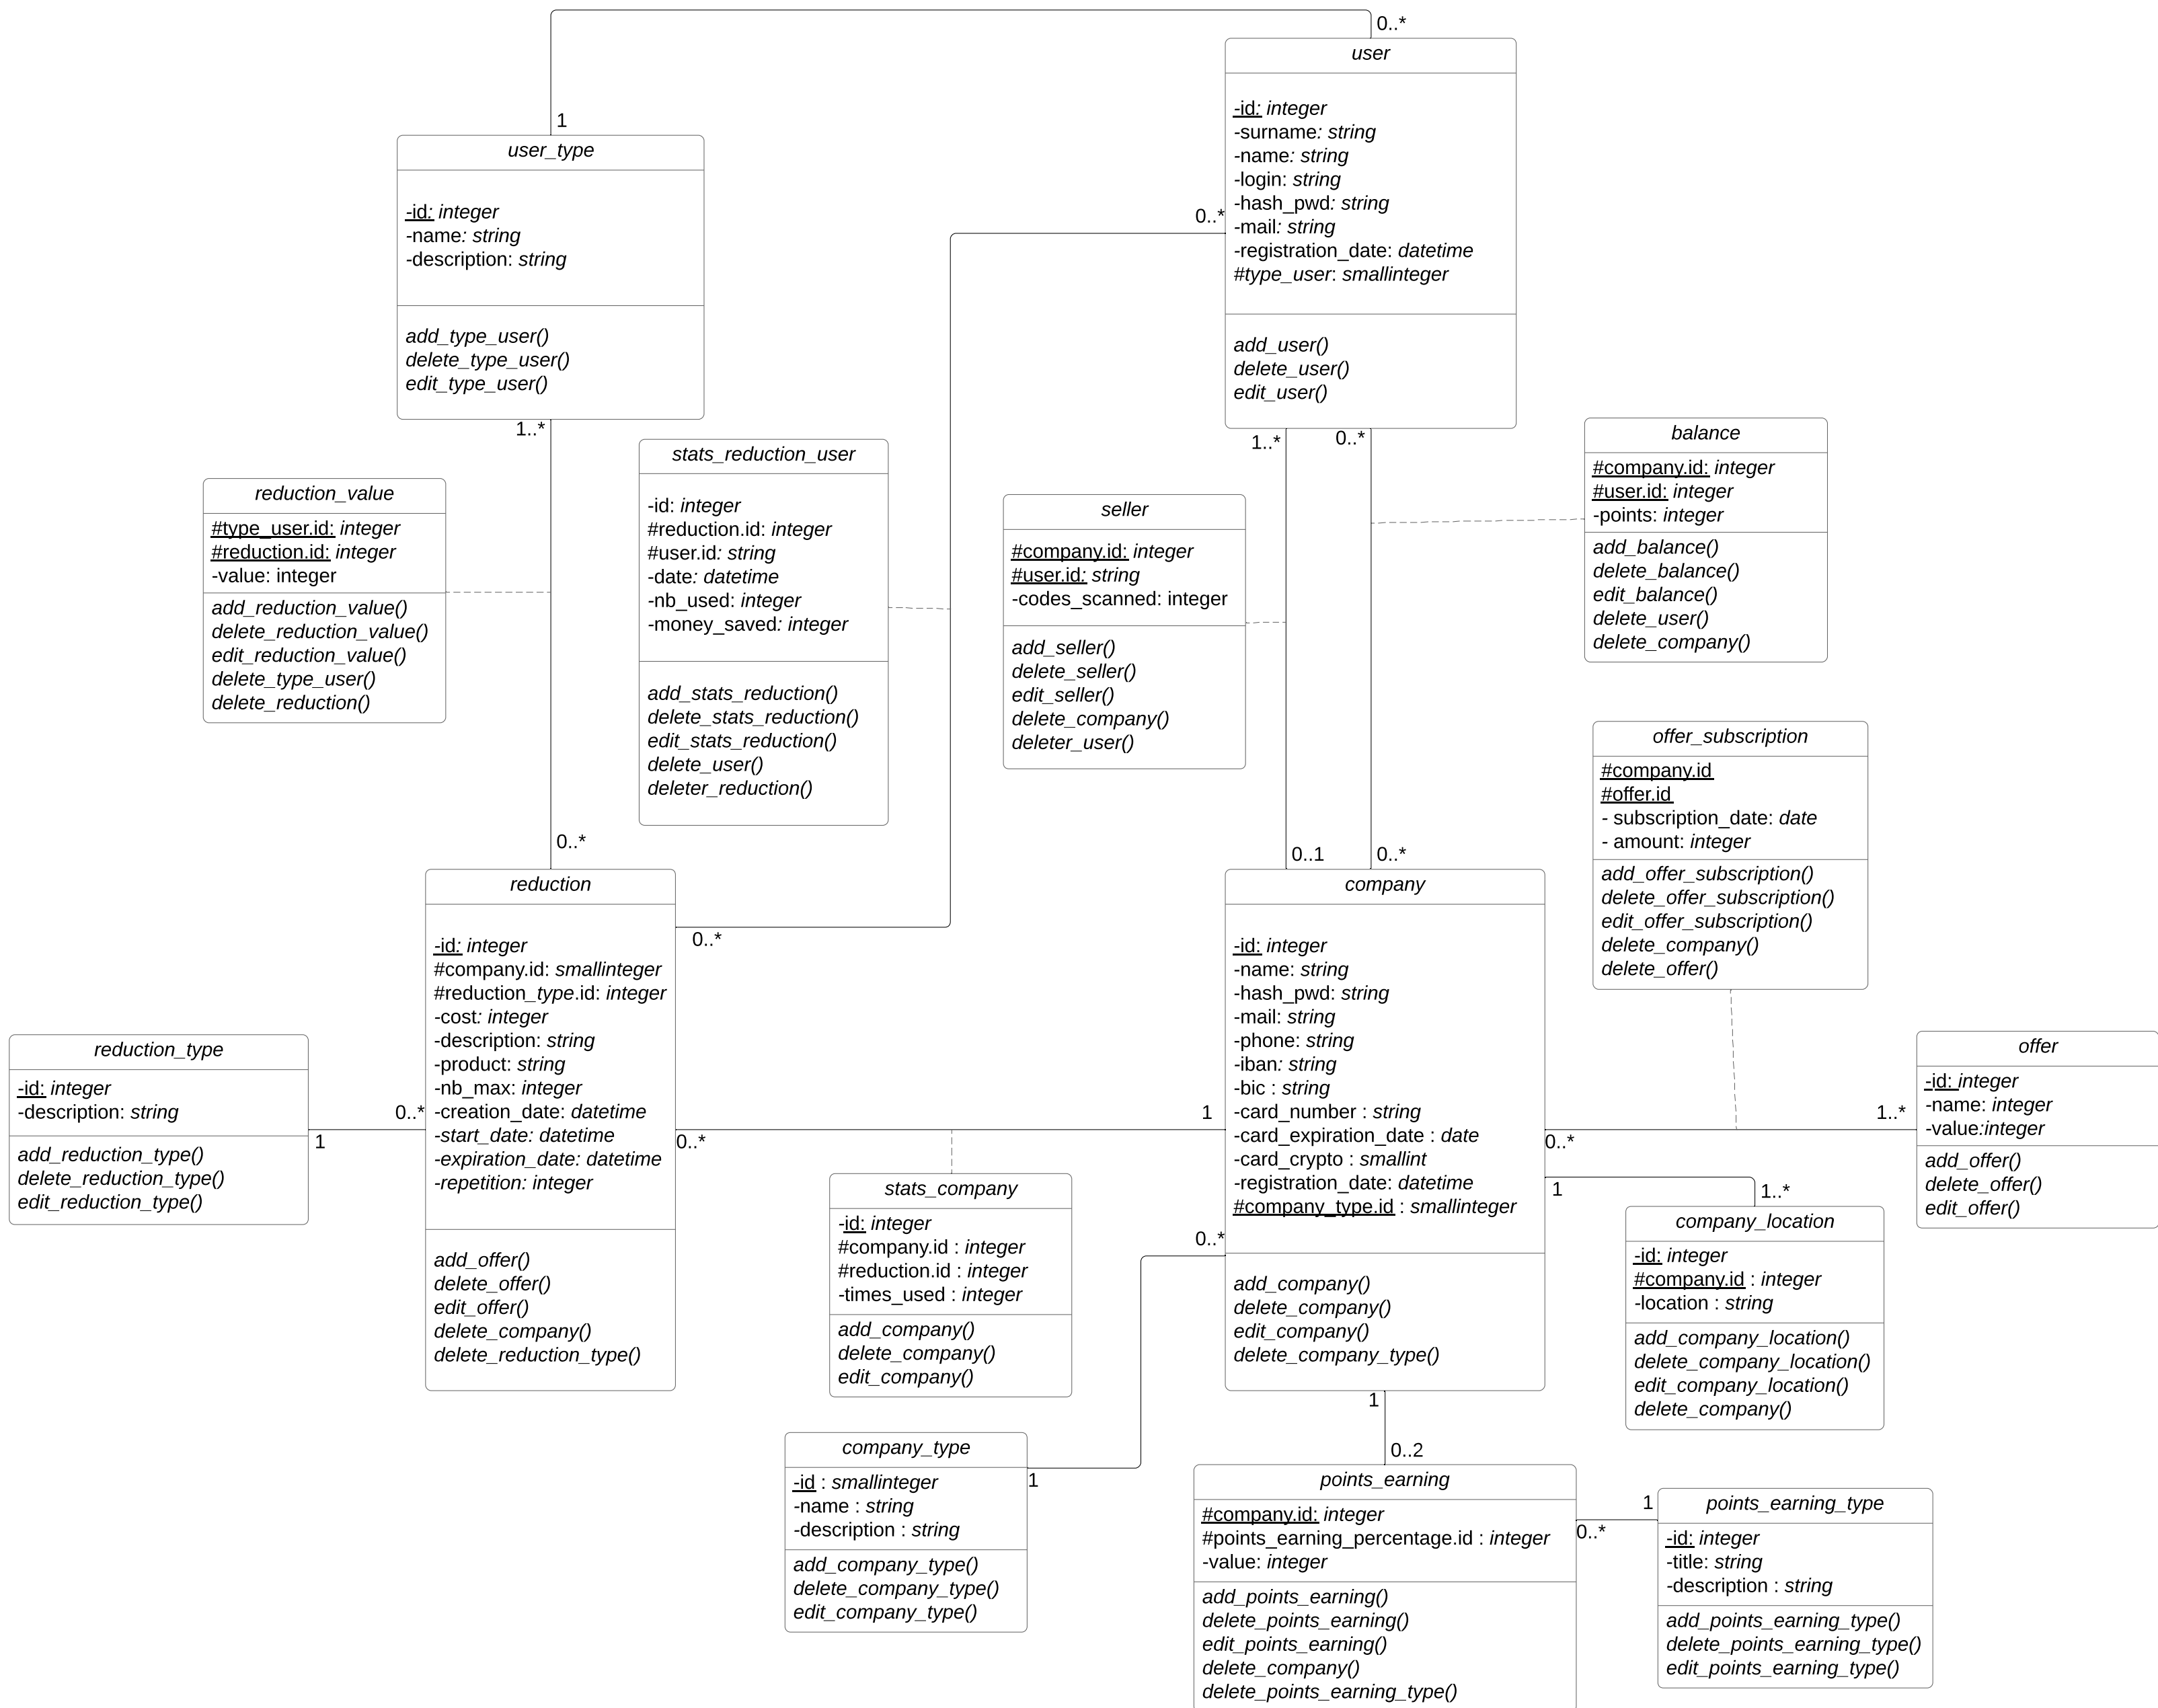 0..*
user
-id: integer
-surname: string
-name: string
-login: string
-hash_pwd: string
-mail: string
-registration_date: datetime
#type_user: smallinteger
add_user()
delete_user()
edit_user()
1
user_type
-id: integer
-name: string
-description: string
add_type_user()
delete_type_user()
edit_type_user()
0..*
1..*
1..*
0..*
balance
#company.id: integer
#user.id: integer
-points: integer
add_balance()
delete_balance()
edit_balance()
delete_user()
delete_company()
stats_reduction_user
-id: integer
#reduction.id: integer
#user.id: string
-date: datetime
-nb_used: integer
-money_saved: integer
add_stats_reduction()
delete_stats_reduction()
edit_stats_reduction()
delete_user()
deleter_reduction()
reduction_value
#type_user.id: integer
#reduction.id: integer
-value: integer
add_reduction_value()
delete_reduction_value()
edit_reduction_value()
delete_type_user()
delete_reduction()
seller
#company.id: integer
#user.id: string
-codes_scanned: integer
add_seller()
delete_seller()
edit_seller()
delete_company()
deleter_user()
offer_subscription
#company.id
#offer.id
- subscription_date: date
- amount: integer
add_offer_subscription()
delete_offer_subscription()
edit_offer_subscription()
delete_company()
delete_offer()
0..*
0..1
0..*
reduction
-id: integer
#company.id: smallinteger
#reduction_type.id: integer
-cost: integer
-description: string
-product: string
-nb_max: integer
-creation_date: datetime
-start_date: datetime
-expiration_date: datetime
-repetition: integer
add_offer()
delete_offer()
edit_offer()
delete_company()
delete_reduction_type()
0..*
company
-id: integer
-name: string
-hash_pwd: string
-mail: string
-phone: string
-iban: string
-bic : string
-card_number : string
-card_expiration_date : date
-card_crypto : smallint
-registration_date: datetime
#company_type.id : smallinteger
add_company()
delete_company()
edit_company()
delete_company_type()
reduction_type
-id: integer
-description: string
add_reduction_type()
delete_reduction_type()
edit_reduction_type()
1
0..*
0..*
1
0..*
1..*
offer
-id: integer
-name: integer
-value:integer
add_offer()
delete_offer()
edit_offer()
stats_company
-id: integer
#company.id : integer
#reduction.id : integer
-times_used : integer
add_company()
delete_company()
edit_company()
1
1..*
company_location
-id: integer
#company.id : integer
-location : string
add_company_location()
delete_company_location()
edit_company_location()
delete_company()
0..*
1
company_type
-id : smallinteger
-name : string
-description : string
add_company_type()
delete_company_type()
edit_company_type()
1
0..2
points_earning
#company.id: integer
#points_earning_percentage.id : integer
-value: integer
add_points_earning()
delete_points_earning()
edit_points_earning()
delete_company()
delete_points_earning_type()
0..*
1
points_earning_type
-id: integer
-title: string
-description : string
add_points_earning_type()
delete_points_earning_type()
edit_points_earning_type()